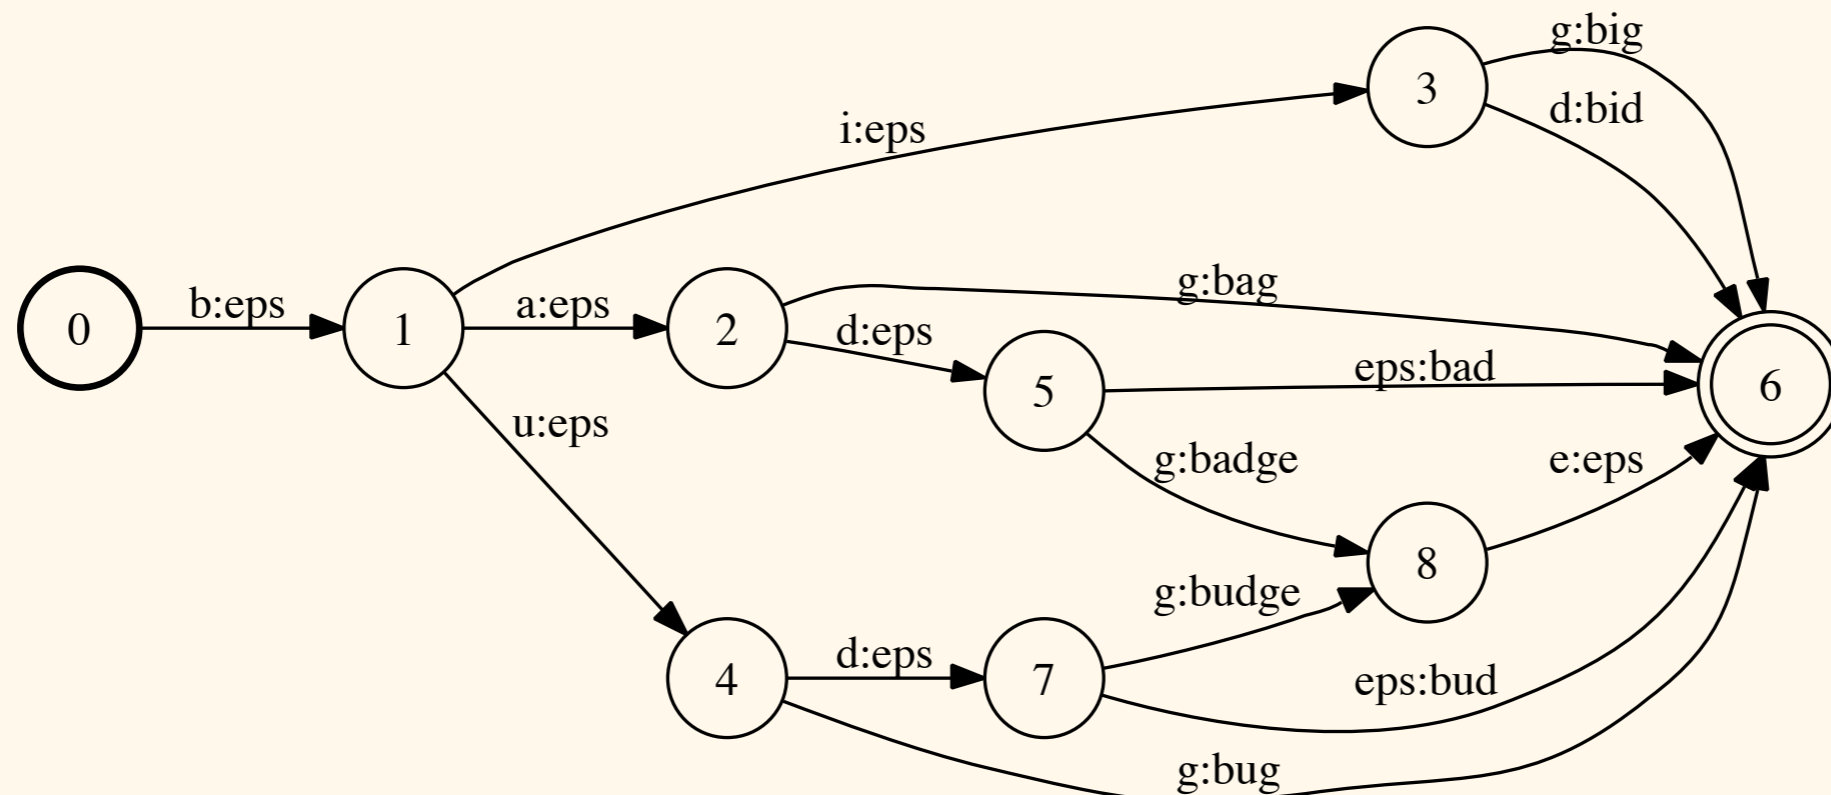 g:big
3
d:bid
i:eps
g:bag
b:eps
a:eps
d:eps
0
1
2
eps:bad
5
6
u:eps
g:badge
e:eps
8
g:budge
d:eps
4
7
eps:bud
g:bug